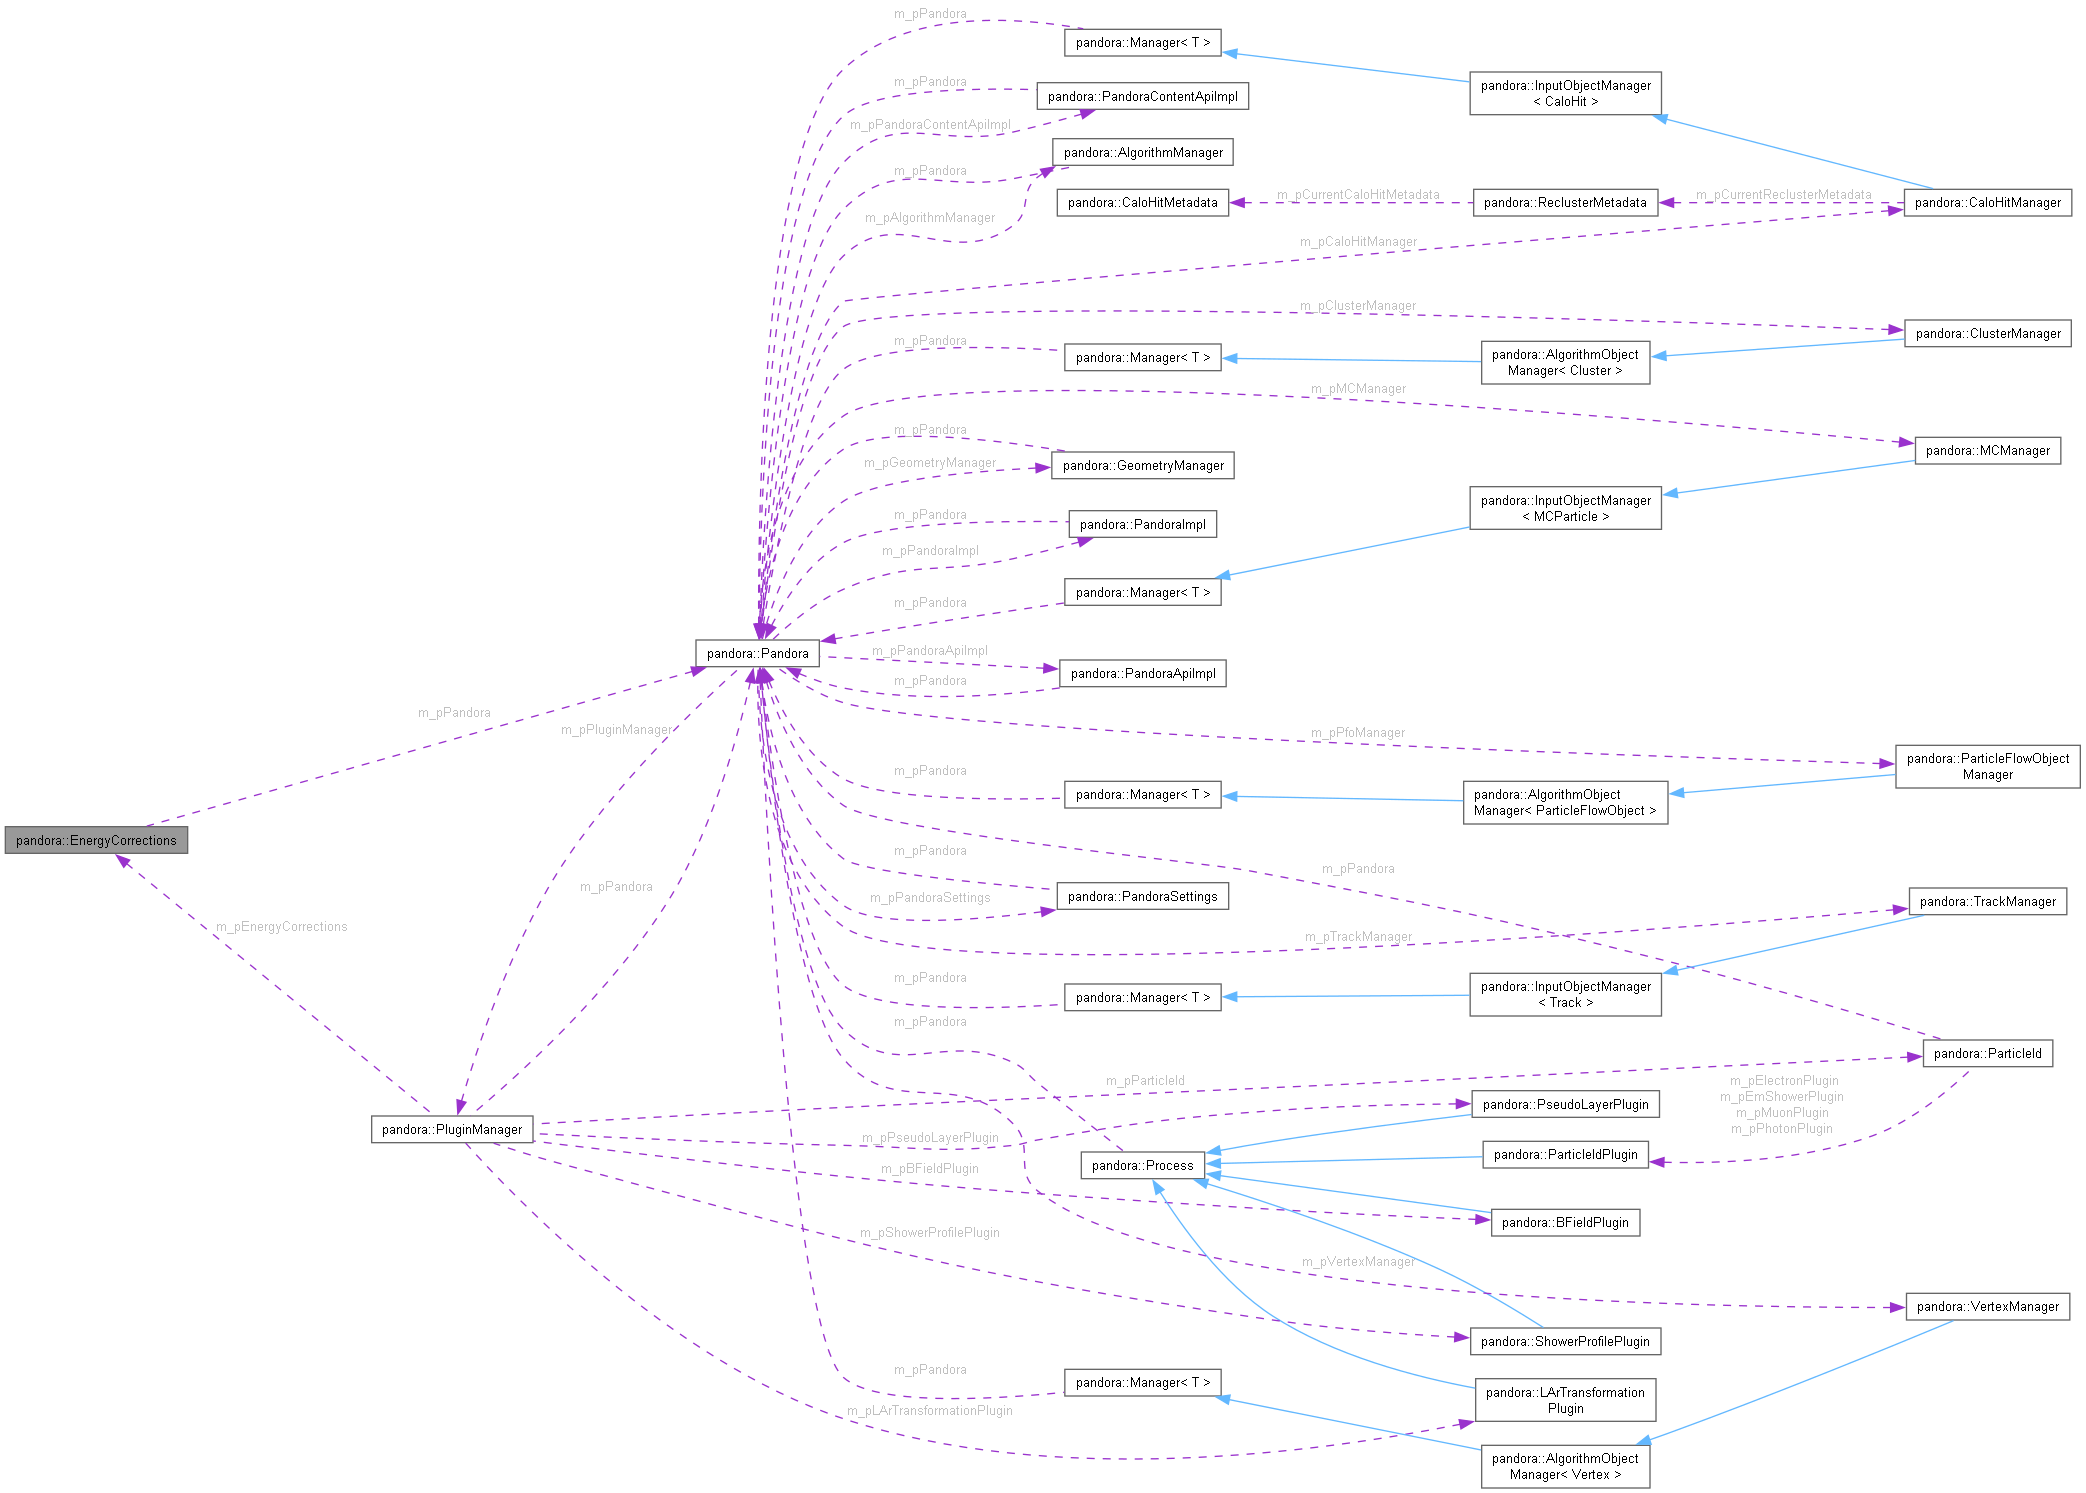 m_pPandora
pandora::Manager< T >
m_pPandora
pandora::InputObjectManager
< CaloHit >
pandora::PandoraContentApiImpl
m_pPandoraContentApiImpl
pandora::AlgorithmManager
m_pPandora
m_pCurrentCaloHitMetadata
m_pCurrentReclusterMetadata
pandora::CaloHitMetadata
pandora::ReclusterMetadata
pandora::CaloHitManager
m_pAlgorithmManager
m_pCaloHitManager
m_pClusterManager
pandora::ClusterManager
m_pPandora
pandora::Manager< T >
pandora::AlgorithmObject
Manager< Cluster >
m_pMCManager
m_pPandora
pandora::MCManager
m_pGeometryManager
pandora::GeometryManager
pandora::InputObjectManager
< MCParticle >
m_pPandora
pandora::PandoraImpl
m_pPandoraImpl
pandora::Manager< T >
m_pPandora
pandora::Pandora
m_pPandoraApiImpl
pandora::PandoraApiImpl
m_pPandora
m_pPandora
m_pPluginManager
m_pPfoManager
pandora::ParticleFlowObject
Manager
m_pPandora
pandora::Manager< T >
pandora::AlgorithmObject
Manager< ParticleFlowObject >
pandora::EnergyCorrections
m_pPandora
m_pPandora
m_pPandora
m_pPandoraSettings
pandora::PandoraSettings
pandora::TrackManager
m_pEnergyCorrections
m_pTrackManager
m_pPandora
pandora::Manager< T >
pandora::InputObjectManager
< Track >
m_pPandora
pandora::ParticleId
m_pParticleId
m_pElectronPlugin
m_pEmShowerPlugin
m_pMuonPlugin
m_pPhotonPlugin
pandora::PseudoLayerPlugin
pandora::PluginManager
m_pPseudoLayerPlugin
pandora::ParticleIdPlugin
m_pBFieldPlugin
pandora::Process
pandora::BFieldPlugin
m_pShowerProfilePlugin
m_pVertexManager
pandora::VertexManager
pandora::ShowerProfilePlugin
m_pPandora
pandora::Manager< T >
pandora::LArTransformation
Plugin
m_pLArTransformationPlugin
pandora::AlgorithmObject
Manager< Vertex >